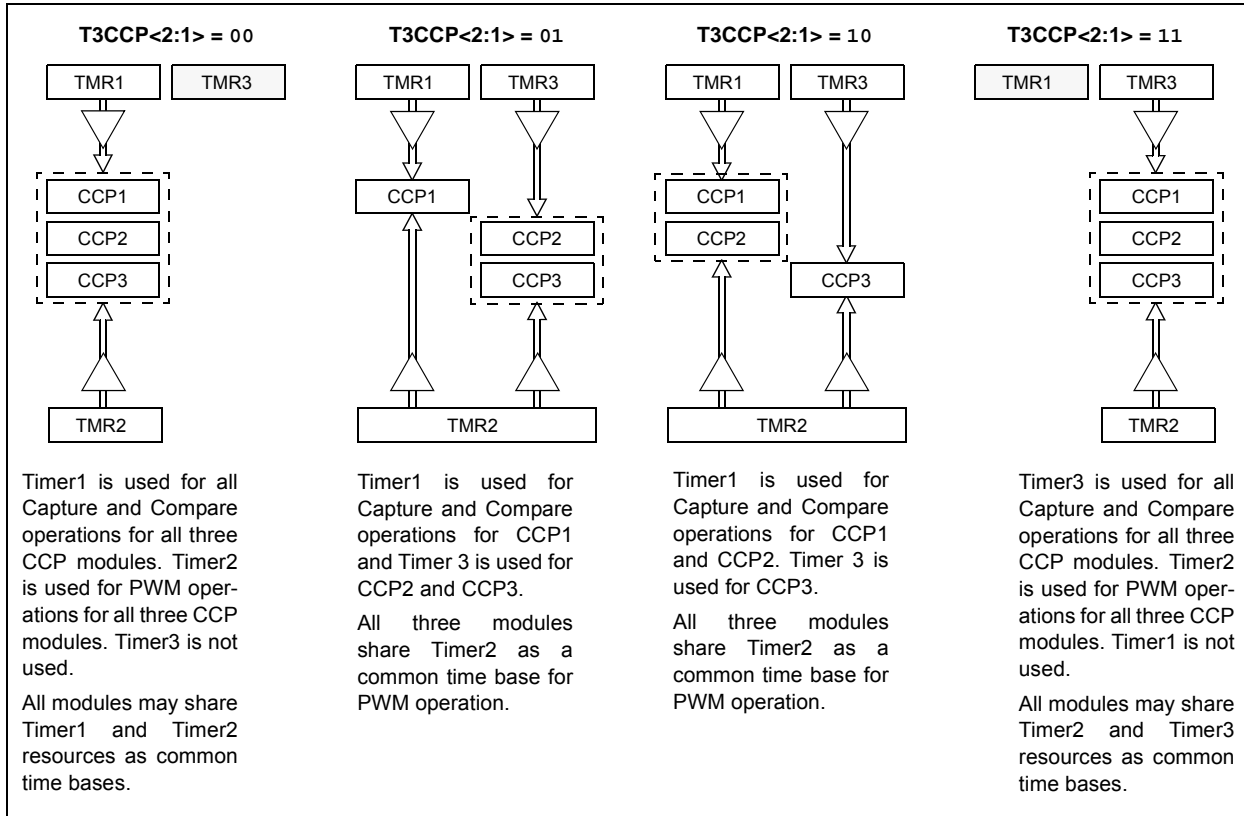 T3CCP<2:1> = 00
TMR1
TMR3
CCP1
CCP2
CCP3
TMR2
Timer1 is used for all
Capture and Compare
operations for all three
CCP modules. Timer2
is used for PWM oper-
ations for all three CCP
modules. Timer3 is not
used.
All modules may share
Timer1 and Timer2
resources as common
time bases.
T3CCP<2:1> = 01
TMR1
TMR3
CCP1
CCP2
CCP3
TMR2
Timer1 is used for
Capture and Compare
operations for CCP1
and Timer 3 is used for
CCP2 and CCP3.
All three modules
share Timer2 as a
common time base for
PWM operation.
T3CCP<2:1> = 10
TMR1
TMR3
CCP1
CCP2
CCP3
TMR2
Timer1 is used for
Capture and Compare
operations for CCP1
and CCP2. Timer 3 is
used for CCP3.
All three modules
share Timer2 as a
common time base for
PWM operation.
T3CCP<2:1> = 11
TMR1
TMR3
CCP1
CCP2
CCP3
TMR2
Timer3 is used for all
Capture and Compare
operations for all three
CCP modules. Timer2
is used for PWM oper-
ations for all three CCP
modules. Timer1 is not
used.
All modules may share
Timer2 and Timer3
resources as common
time bases.